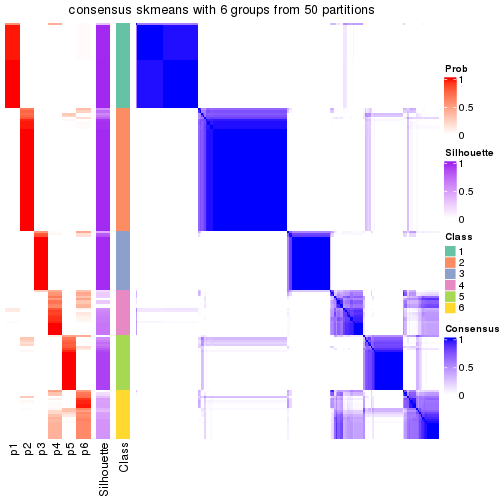 consensus skmeans with 6 groups from 50 partitions
Prob
1
0.5
0
Silhouette
1
0.5
0
Class
1
2
3
4
5
6
Consensus
1
0.5
0
p1
p2
p3
p4
p5
p6
Silhouette
Class